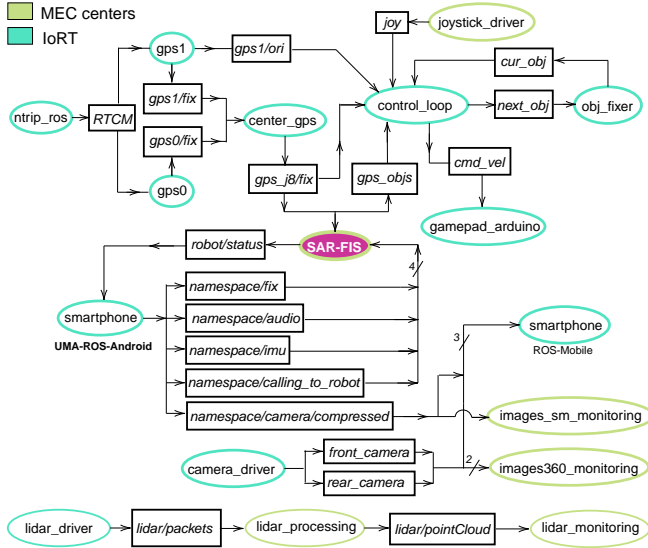 MEC centers
IoRT
joy
joystick_driver
gps1
gps1/ori
cur_obj
gps1/fix
control_loop
next_obj
obj_fixer
ntrip_ros
RTCM
center_gps
gps0/fix
cmd_vel
gps0
gps_j8/fix
gps_objs
gamepad_arduino
robot/status
SAR-FIS
4
namespace/fix
smartphone
UMA-ROS-Android
namespace/audio
smartphone
ROS-Mobile
3
namespace/imu
namespace/calling_to_robot
namespace/camera/compressed
images_sm_monitoring
front_camera
camera_driver
2
images360_monitoring
rear_camera
lidar_driver
lidar/packets
lidar_processing
lidar/pointCloud
lidar_monitoring